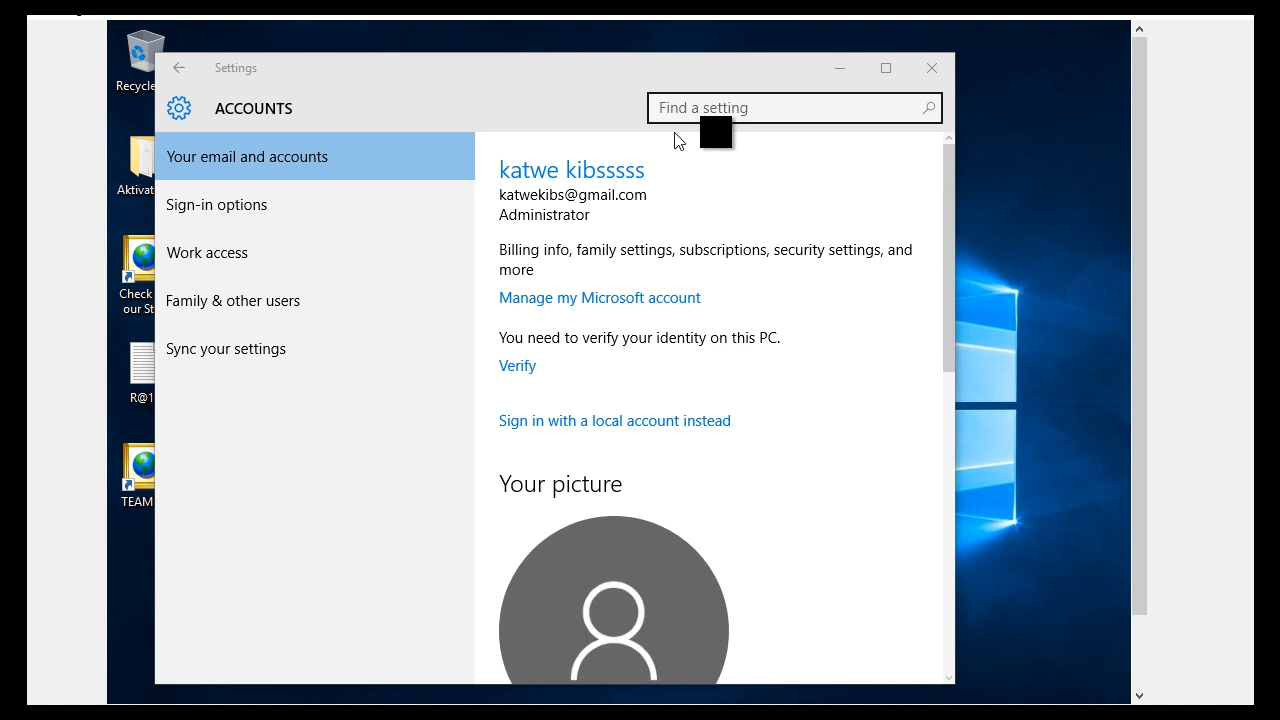 Settings
ACCOUNTS
Find a setting
Your email and accounts
Sign-in options
Work access
Family & other users
Sync your settings
katwe kibsssss
katwekibs@gmail.com
Administrator
Billing info, family settings, subscriptions, security settings, and
more
Manage my Microsoft account
You need to verify your identity on this PC.
Verify
Sign in with a local account instead
Your picture
Recycle
Aktivat
Check
our St
R@1
TEAM